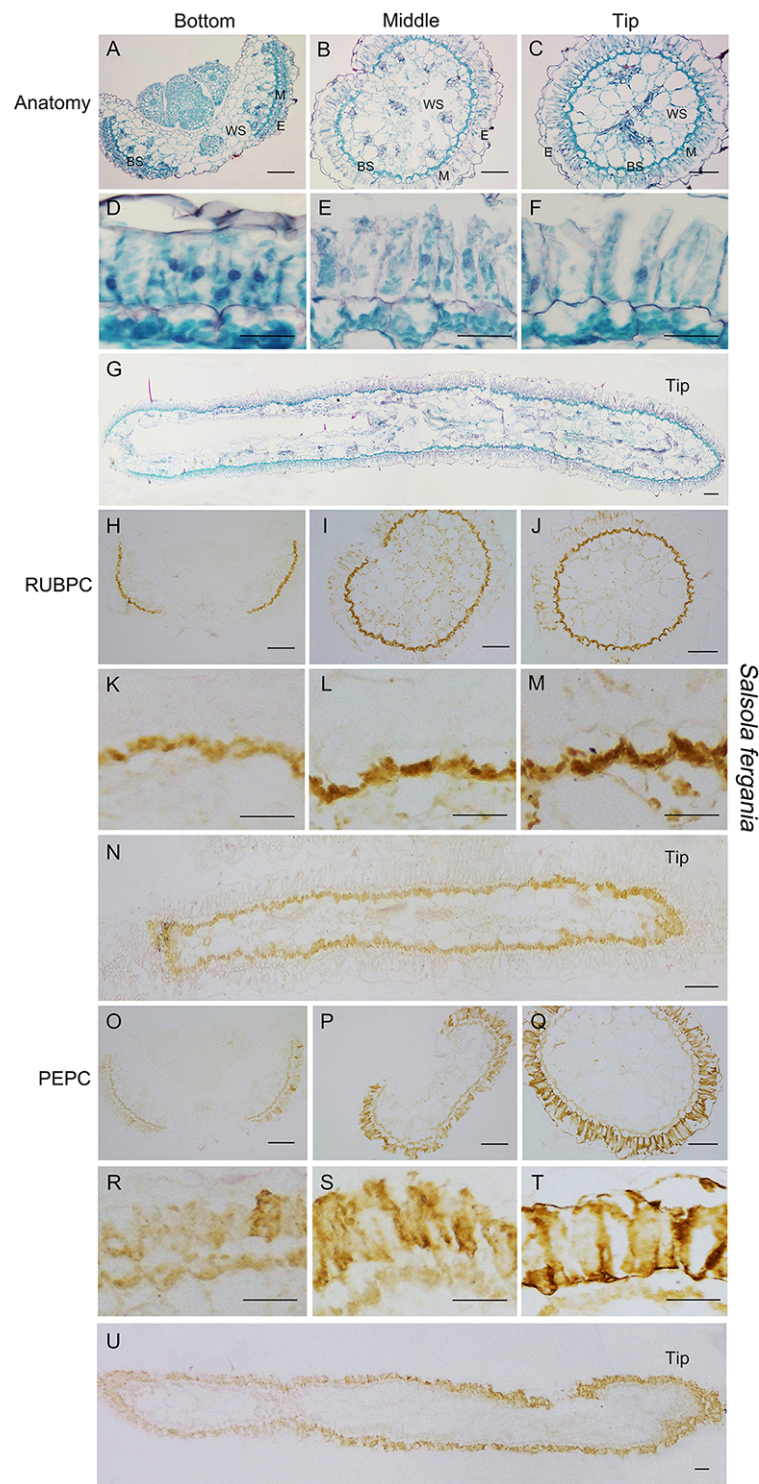 Bottom Middle Tip
Anatomy
A B C
M
E
WS
BS
WS
E
BS
M
WS
E
M
BS
D E F
G Tip
RUBPC
H I J
K L M
N Tip
Salsola fergania
PEPC
O P Q
R S T
U Tip